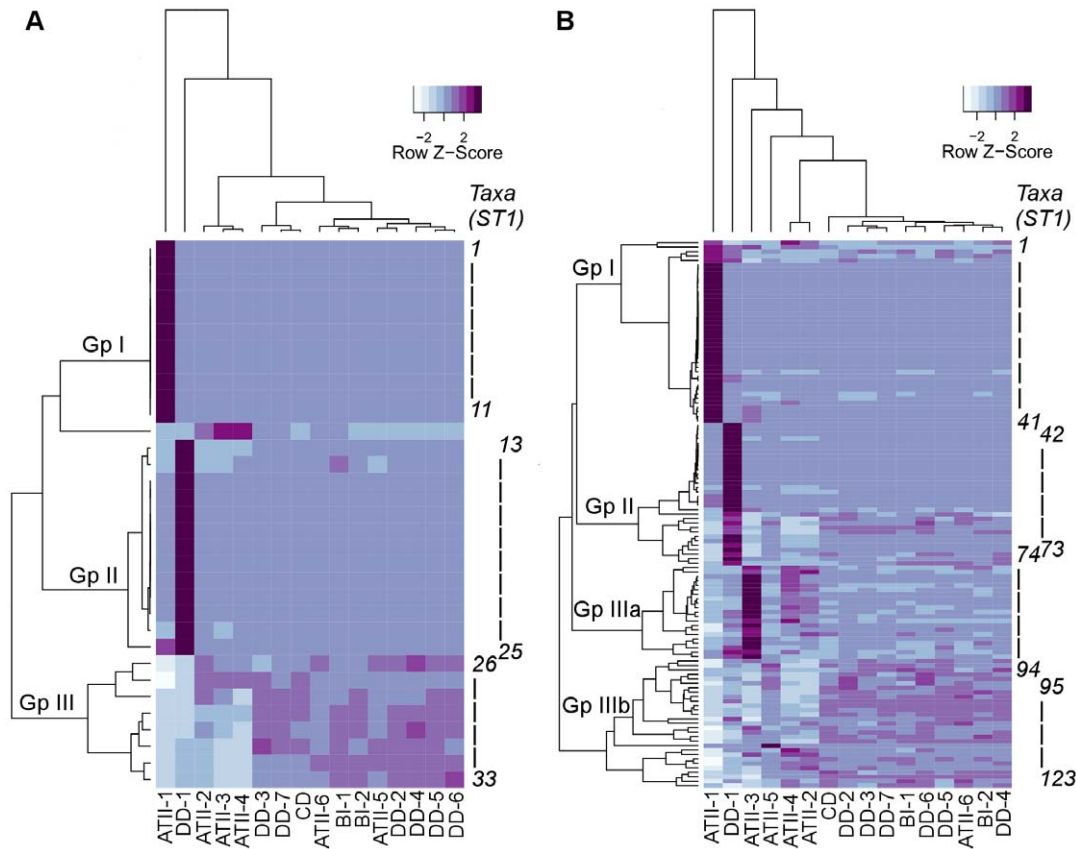 A
B
−2 2
Row Z−Score
−2 2
Row Z−Score
Taxa
(ST1)
Taxa
(ST1)
Gp I
Gp II
Gp III
1
11
13
25
26
33
Gp I
Gp II
Gp IIIa
Gp IIIb
1
41
42
73
74
94
95
123
ATII-1
DD-1
ATII-2
ATII-3
ATII-4
DD-3
DD-7
CD
ATII-6
BI-1
BI-2
ATII-5
DD-2
DD-4
DD-5
DD-6
ATII-1
DD-1
ATII-3
ATII-5
ATII-4
ATII-2
CD
DD-2
DD-3
DD-7
BI-1
DD-6
DD-5
ATII-6
BI-2
DD-4